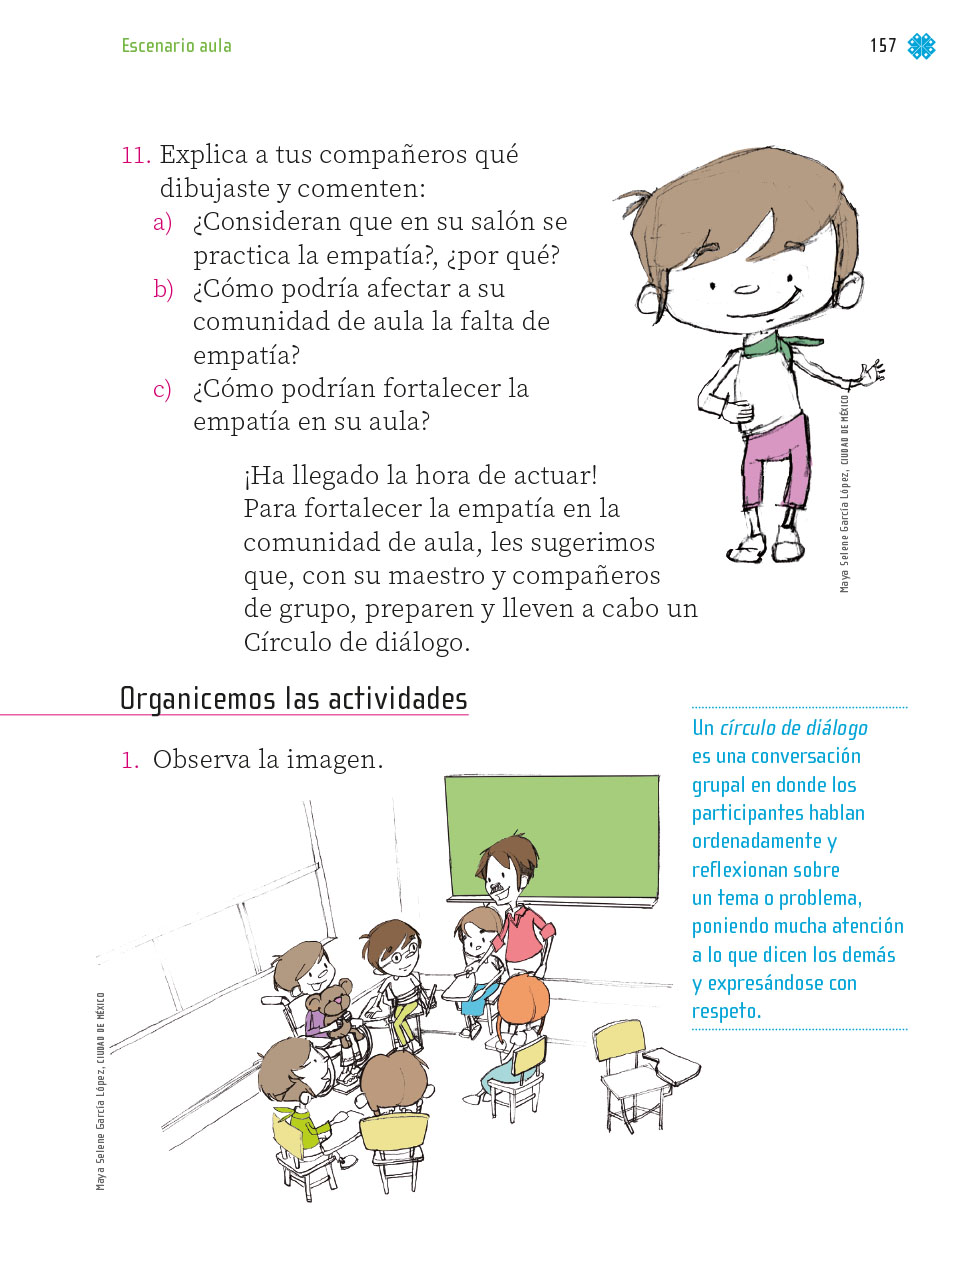 Escenario aula
157
11. Explica a tus compañeros qué
dibujaste y comenten:
a) ¿Consideran que en su salón se
practica la empatía?, ¿por qué?
b) ¿Cómo podría afectar a su
comunidad de aula la falta de
empatía?
c) ¿Cómo podrían fortalecer la
empatía en su aula?
Maya Selene García López, CIUDAD DE MÉXICO
¡Ha llegado la hora de actuar!
Para fortalecer la empatía en la
comunidad de aula, les sugerimos
que, con su maestro y compañeros
de grupo, preparen y lleven a cabo un
Círculo de diálogo.
Organicemos las actividades
1. Observa la imagen.
Un círculo de diálogo
es una conversación
grupal en donde los
participantes hablan
ordenadamente y
reflexionan sobre
un tema o problema,
poniendo mucha atención
a lo que dicen los demás
y expresándose con
respeto.
Maya Selene García López, CIUDAD DE MÉXICO